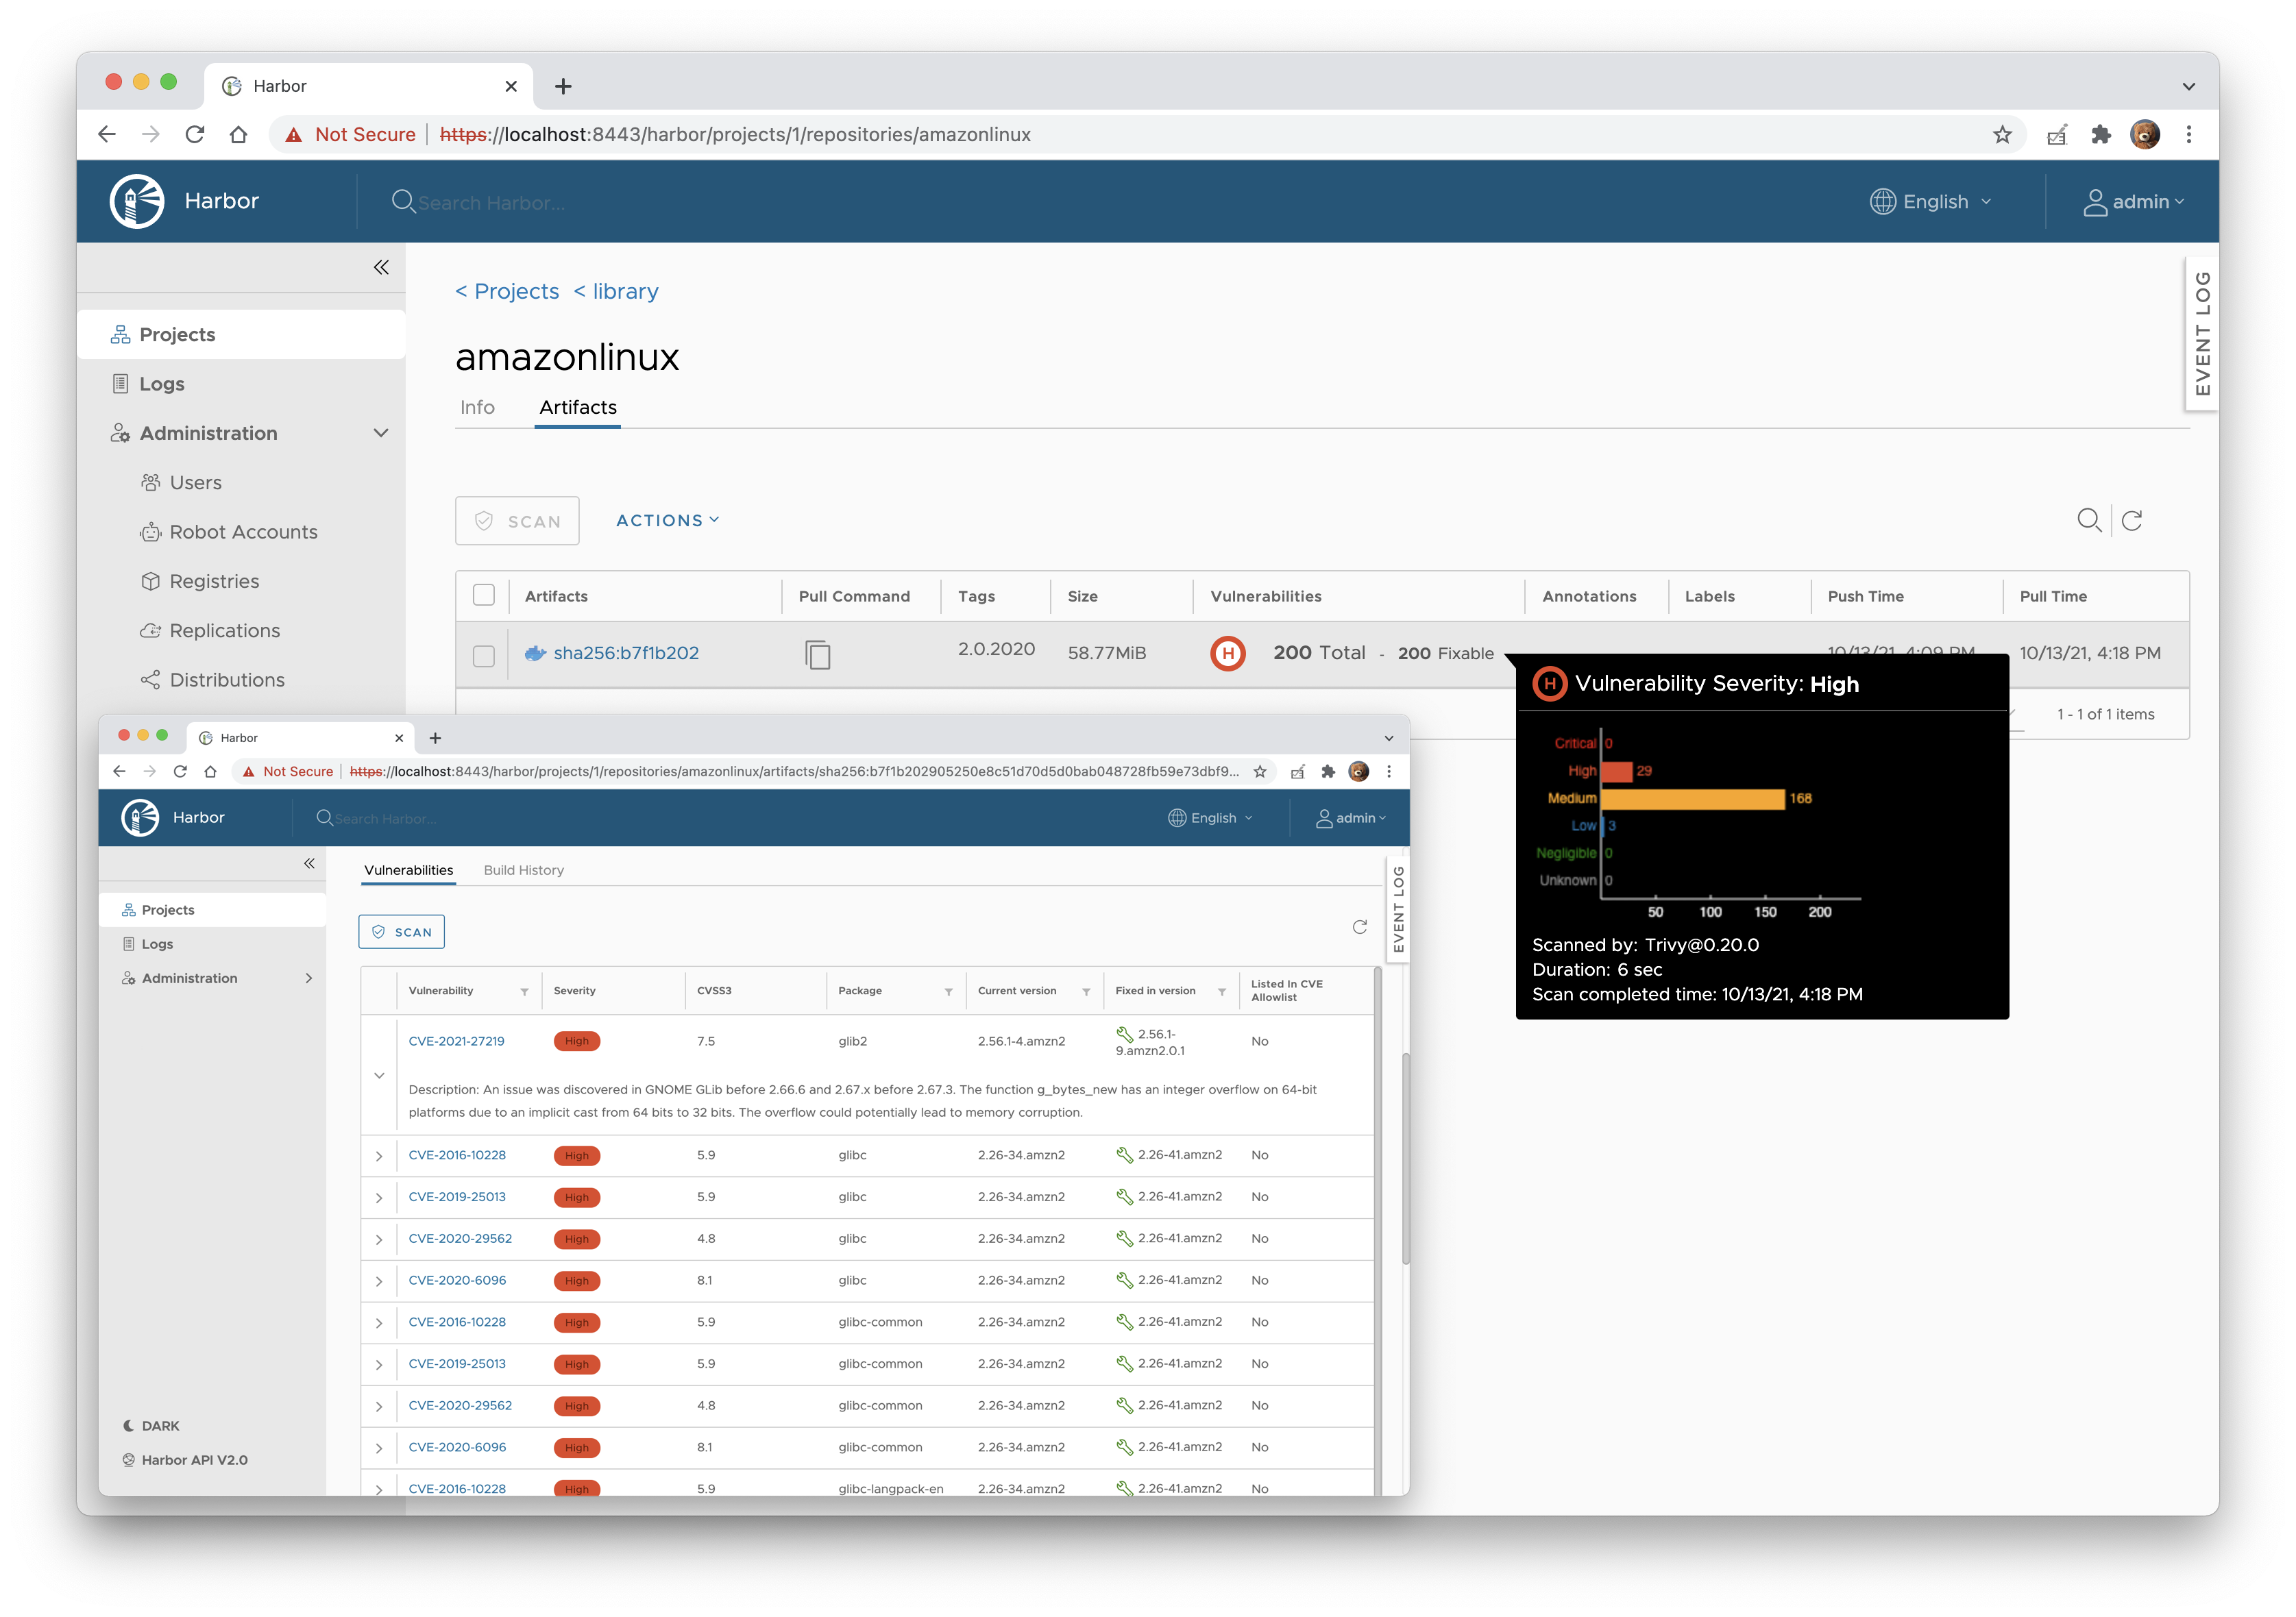 Harbor
Not Secure https://localhost:8443/harbor/projects/1/repositories/amazonlinux
Harbor Search Harbor... English admin
EVENT LOG
< Projects < library
amazonlinux
Info Artifacts
Projects
Logs
Administration
Users
Robot Accounts
Registries
Replications
Distributions
SCAN ACTIONS
Artifacts Pull Command Tags Size Vulnerabilities Annotations Labels Push Time Pull Time
sha256:b7f1b202 2.0.2020 58.77MiB H 200 Total - 200 Fixable 10/13/21, 4:09 PM 10/13/21, 4:18 PM
1 - 1 of 1 items
H Vulnerability Severity: High
Critical 0
High 29
Medium 168
Low 3
Negligible 0
Unknown 0
50 100 150 200
Scanned by: Trivy@0.20.0
Duration: 6 sec
Scan completed time: 10/13/21, 4:18 PM
Harbor
Not Secure https://localhost:8443/harbor/projects/1/repositories/amazonlinux/artifacts/sha256:b7f1b202905250e8c51d70d5d0bab048728fb59e73dbf9...
Harbor Search Harbor... English admin
EVENT LOG
Projects
Logs
Administration
DARK
Harbor API V2.0
Vulnerabilities Build History
SCAN
Vulnerability Severity CVSS3 Package Current version Fixed in version Listed In CVE Allowlist
CVE-2021-27219 High 7.5 glib2 2.56.1-4.amzn2 2.56.1-9.amzn2.0.1 No
Description: An issue was discovered in GNOME GLib before 2.66.6 and 2.67.x before 2.67.3. The function g_bytes_new has an integer overflow on 64-bit
platforms due to an implicit cast from 64 bits to 32 bits. The overflow could potentially lead to memory corruption.
CVE-2016-10228 High 5.9 glibc 2.26-34.amzn2 2.26-41.amzn2 No
CVE-2019-25013 High 5.9 glibc 2.26-34.amzn2 2.26-41.amzn2 No
CVE-2020-29562 High 4.8 glibc 2.26-34.amzn2 2.26-41.amzn2 No
CVE-2020-6096 High 8.1 glibc 2.26-34.amzn2 2.26-41.amzn2 No
CVE-2016-10228 High 5.9 glibc-common 2.26-34.amzn2 2.26-41.amzn2 No
CVE-2019-25013 High 5.9 glibc-common 2.26-34.amzn2 2.26-41.amzn2 No
CVE-2020-29562 High 4.8 glibc-common 2.26-34.amzn2 2.26-41.amzn2 No
CVE-2020-6096 High 8.1 glibc-common 2.26-34.amzn2 2.26-41.amzn2 No
CVE-2016-10228 High 5.9 glibc-langpack-en 2.26-34.amzn2 2.26-41.amzn2 No